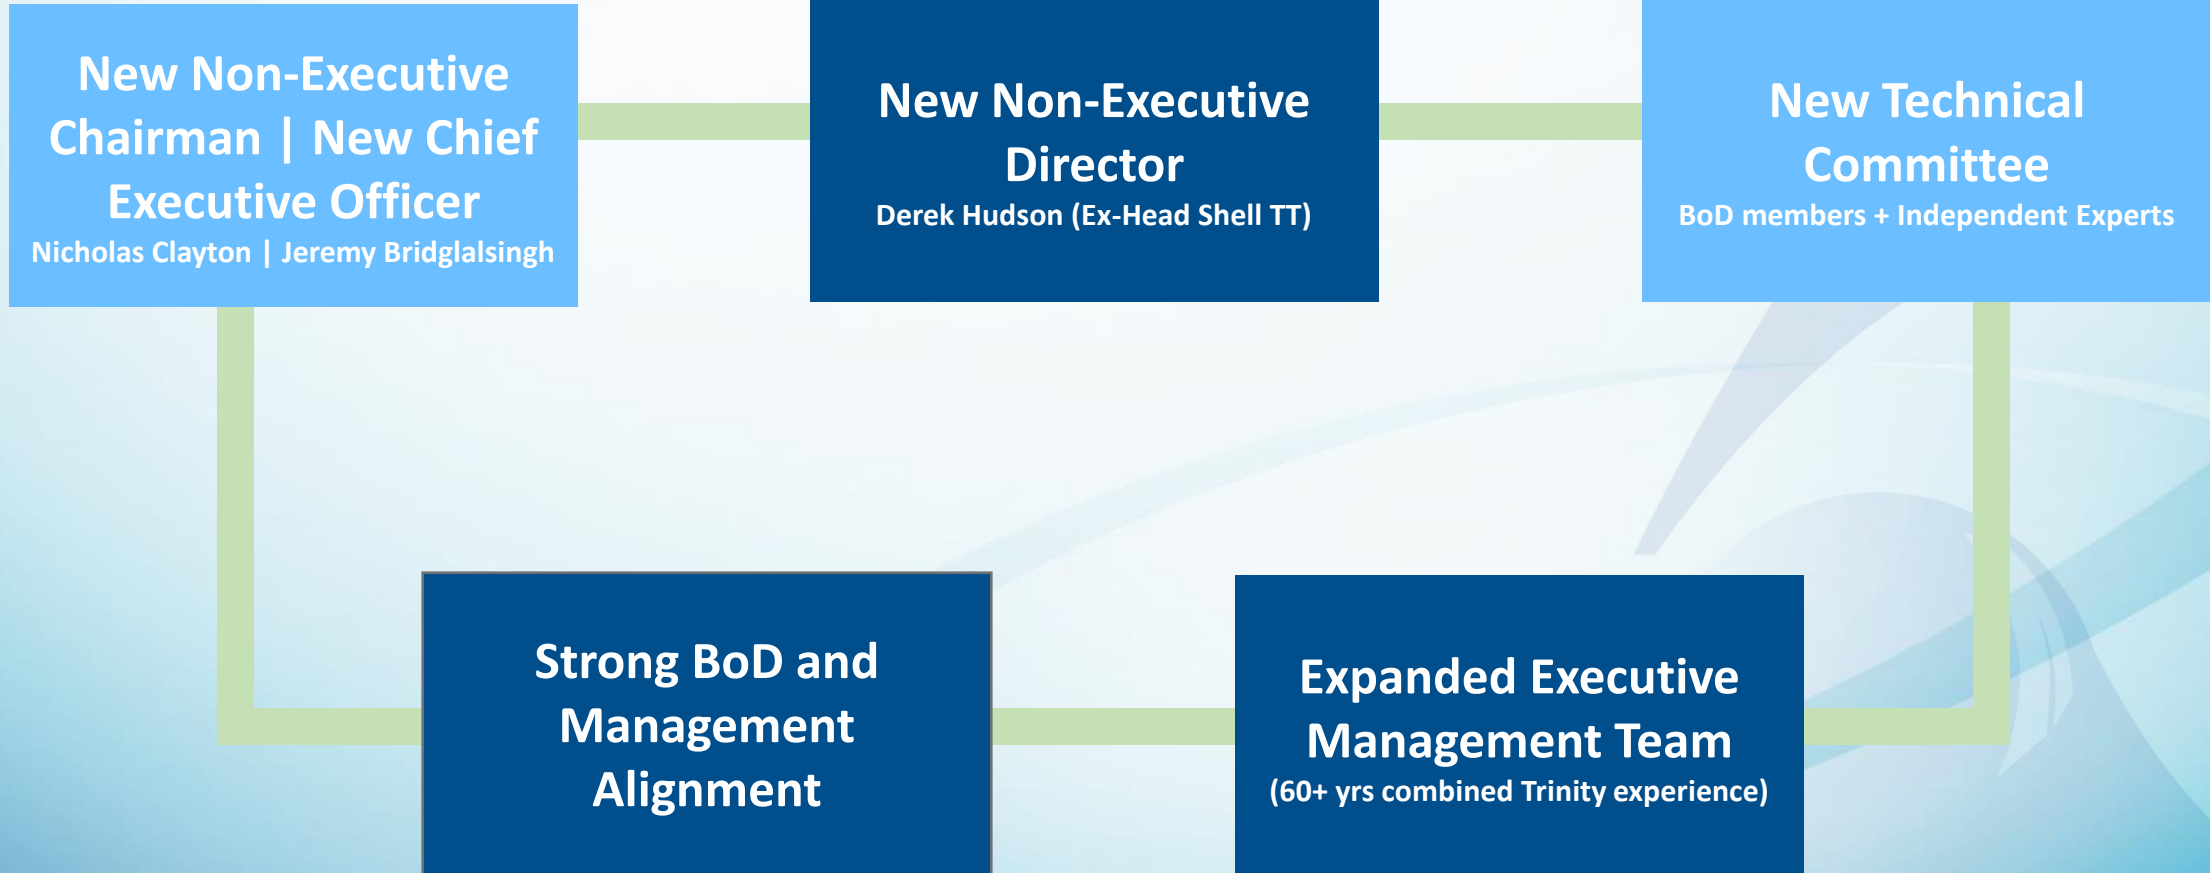 New Non-Executive
Chairman | New Chief
Executive Officer
Nicholas Clayton | Jeremy Bridglalsingh
New Non-Executive
Director
Derek Hudson (Ex-Head Shell TT)
New Technical
Committee
BoD members + Independent Experts
Strong BoD and
Management
Alignment
Expanded Executive
Management Team
(60+ yrs combined Trinity experience)